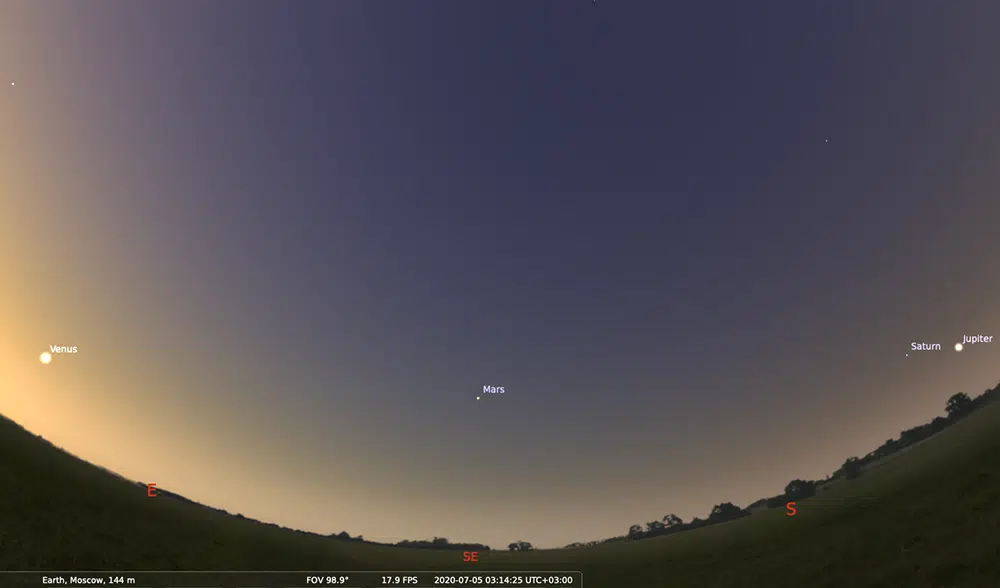 Venus
Mars
Saturn
Jupiter
E
SE
S
Earth, Moscow, 144 m FOV 98.9° 17.9 FPS 2020-07-05 03:14:25 UTC+03:00